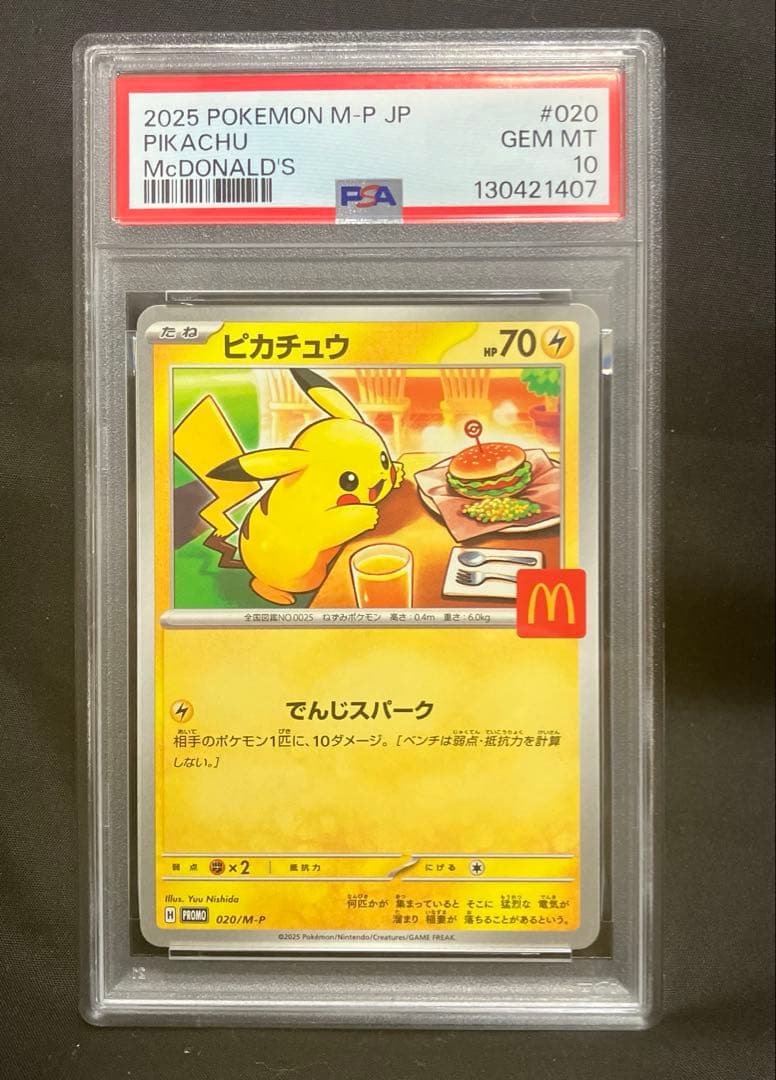 2025 POKEMON M-P JP #020
PIKACHU GEM MT
McDONALD'S 10
PSA 130421407
たね ピカチュウ HP70
M
全国図鑑NO.0025 ねずみポケモン 高さ:0.4m 重さ:6.0kg
でんじスパーク
相手のポケモン1匹に、10ダメージ。[ベンチは弱点・抵抗力を計算
しない。]
弱点 ×2 抵抗力 にげる
Illus. Yuu Nishida
何匹かが 集まっていると そこに 猛烈な 電気が
溜まり 稲妻が 落ちることがあるという。
H PROMO 020/M-P
©2025 Pokémon/Nintendo/Creatures/GAME FREAK.